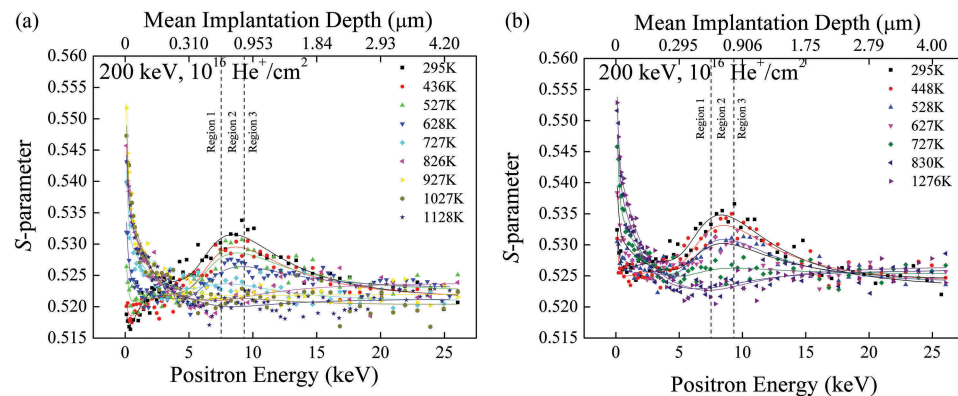 (a)
Mean Implantation Depth (μm)
0 0.310 0.953 1.84 2.93 4.20
0.560
0.555
0.550
0.545
0.540
0.535
0.530
0.525
0.520
0.515
S-parameter
200 keV, 10¹⁶ He⁺/cm²
Region 1
Region 2
Region 3
295K
436K
527K
628K
727K
826K
927K
1027K
1128K
0 5 10 15 20 25
Positron Energy (keV)
(b)
Mean Implantation Depth (μm)
0 0.295 0.906 1.75 2.79 4.00
0.560
0.555
0.550
0.545
0.540
0.535
0.530
0.525
0.520
0.515
S-parameter
200 keV, 10¹⁶ He⁺/cm²
Region 1
Region 2
Region 3
295K
448K
528K
627K
727K
830K
1276K
0 5 10 15 20 25
Positron Energy (keV)